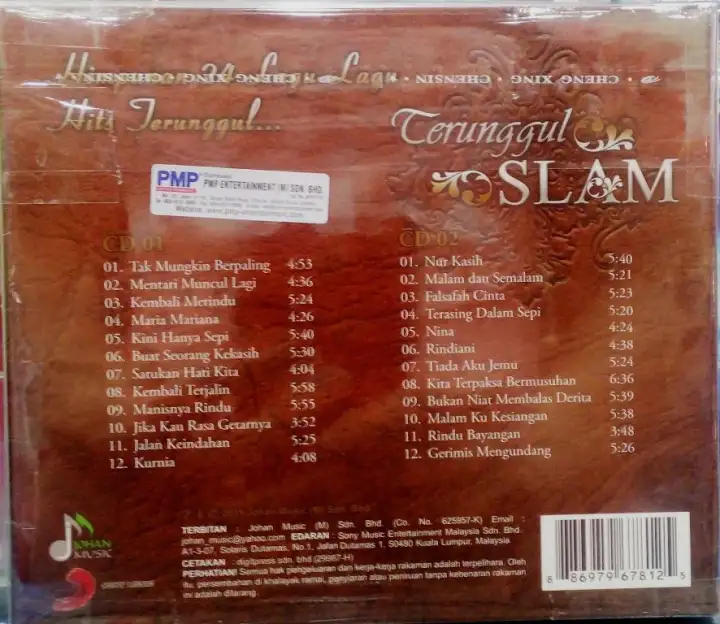 Himpunan 24 Lagu-Lagu
CHENG XING · CHENSIN · CHENG XING · CHENSIN
Hits Terunggul...
Terunggul
SLAM
PMP
PMP ENTERTAINMENT (M) SDN. BHD.
CD 01
01. Tak Mungkin Berpaling 4:53
02. Mentari Muncul Lagi 4:36
03. Kembali Merindu 5:24
04. Maria Mariana 4:26
05. Kini Hanya Sepi 5:40
06. Buat Seorang Kekasih 5:30
07. Satukan Hati Kita 4:04
08. Kembali Terjalin 5:58
09. Manisnya Rindu 5:55
10. Jika Kau Rasa Getarnya 3:52
11. Jalan Keindahan 5:25
12. Kurnia 4:08
CD 02
01. Nur Kasih 5:40
02. Malam dau Semalam 5:21
03. Falsafah Cinta 5:23
04. Terasing Dalam Sepi 5:20
05. Nina 4:24
06. Rindiani 4:38
07. Tiada Aku Jemu 5:24
08. Kita Terpaksa Bermusuhan 6:36
09. Bukan Niat Membalas Derita 5:39
10. Malam Ku Kesiangan 5:38
11. Rindu Bayangan 3:48
12. Gerimis Mengundang 5:26
Johan Music (M) Sdn. Bhd.
JOHAN
MUSIC
TERBITAN : Johan Music (M) Sdn. Bhd. (Co. No. 625957-K) Email :
johan_music@yahoo.com EDARAN : Sony Music Entertainment Malaysia Sdn. Bhd.
A1-3-07, Solaris Dutamas, No.1, Jalan Dutamas 1, 50480 Kuala Lumpur, Malaysia.
CETAKAN : digitpress sdn. bhd (29867-H)
PERHATIAN! Semua hak pengeluaran dan kerja-kerja rakaman adalah terpelihara. Oleh
itu, persembahan di khalayak ramai, penyiaran atau peniruan tanpa kebenaran rakaman
ini adalah dilarang.
8 86979 67812 5